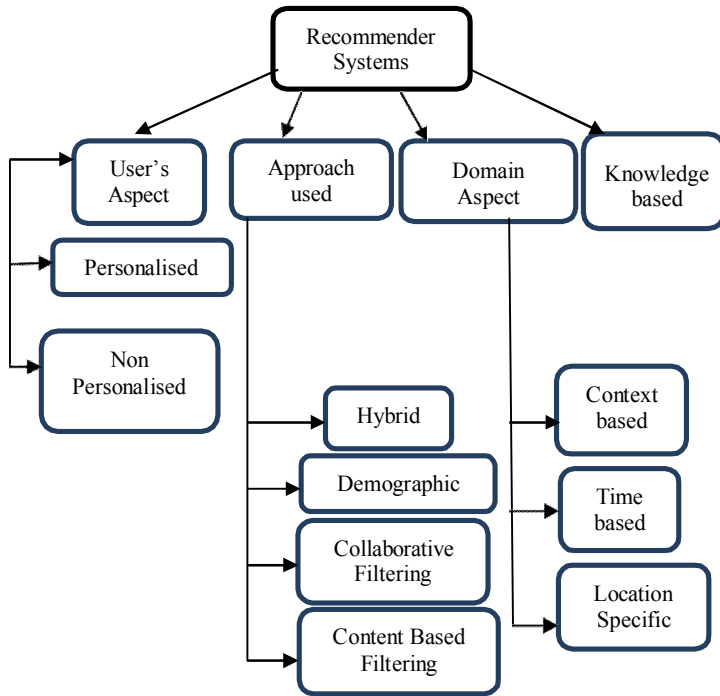 Recommender
Systems
User's
Aspect
Approach
used
Domain
Aspect
Knowledge
based
Personalised
Non
Personalised
Hybrid
Demographic
Collaborative
Filtering
Content Based
Filtering
Context
based
Time
based
Location
Specific